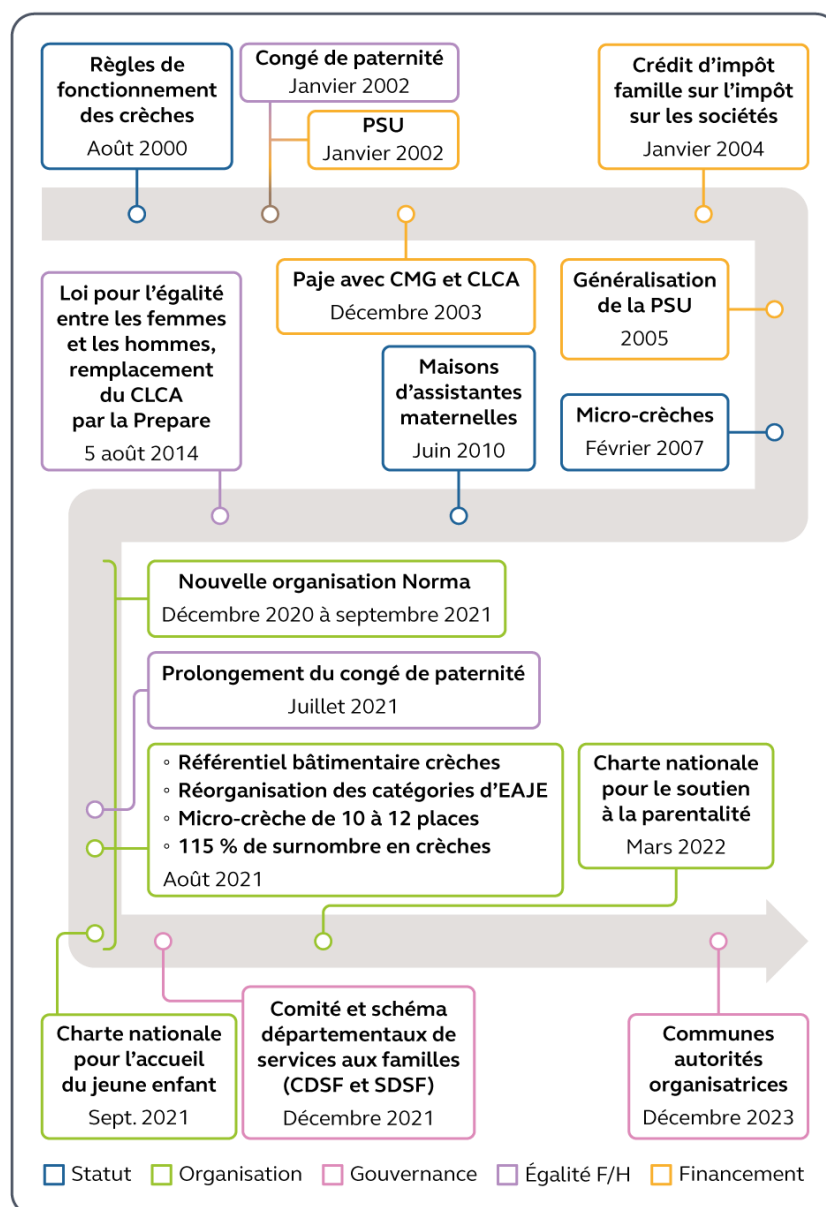 Règles de
fonctionnement
des crèches
Août 2000
Congé de paternité
Janvier 2002
PSU
Janvier 2002
Crédit d'impôt
famille sur l'impôt
sur les sociétés
Janvier 2004
Paje avec CMG et CLCA
Décembre 2003
Généralisation
de la PSU
2005
Micro-crèches
Février 2007
Maisons
d'assistantes
maternelles
Juin 2010
Loi pour l'égalité
entre les femmes
et les hommes,
remplacement
du CLCA
par la Prepare
5 août 2014
Nouvelle organisation Norma
Décembre 2020 à septembre 2021
Prolongement du congé de paternité
Juillet 2021
◦ Référentiel bâtimentaire crèches
◦ Réorganisation des catégories d'EAJE
◦ Micro-crèche de 10 à 12 places
◦ 115 % de surnombre en crèches
Août 2021
Charte nationale
pour le soutien
à la parentalité
Mars 2022
Charte nationale
pour l'accueil
du jeune enfant
Sept. 2021
Comité et schéma
départementaux de
services aux familles
(CDSF et SDSF)
Décembre 2021
Communes
autorités
organisatrices
Décembre 2023
Statut
Organisation
Gouvernance
Égalité F/H
Financement